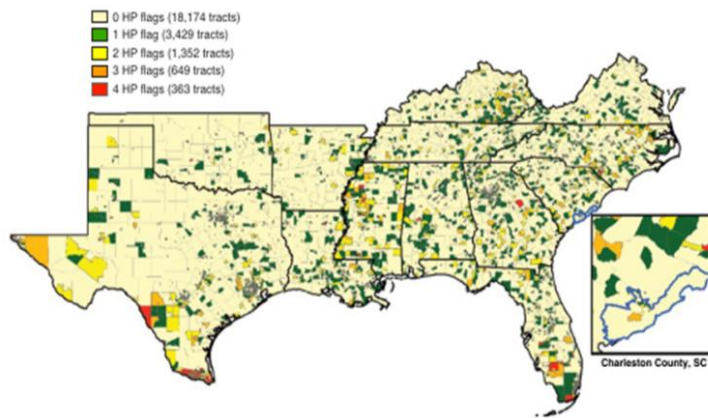 0 HP flags (18,174 tracts)
1 HP flag (3,429 tracts)
2 HP flags (1,352 tracts)
3 HP flags (649 tracts)
4 HP flags (363 tracts)
Charleston County, SC